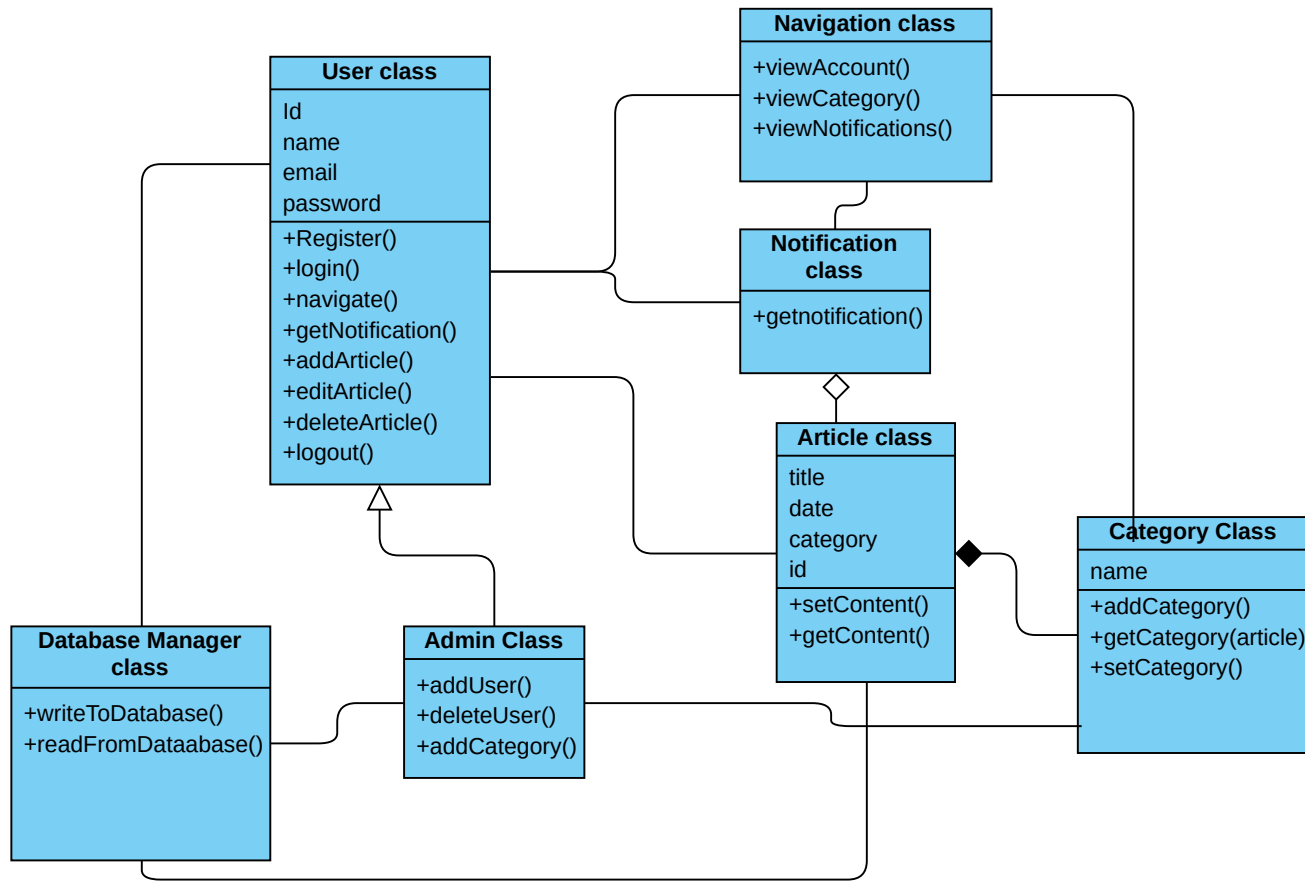 User class
Id
name
email
password
+Register()
+login()
+navigate()
+getNotification()
+addArticle()
+editArticle()
+deleteArticle()
+logout()
Navigation class
+viewAccount()
+viewCategory()
+viewNotifications()
Notification
class
+getnotification()
Article class
title
date
category
id
+setContent()
+getContent()
Category Class
name
+addCategory()
+getCategory(article)
+setCategory()
Database Manager
class
+writeToDatabase()
+readFromDataabase()
Admin Class
+addUser()
+deleteUser()
+addCategory()